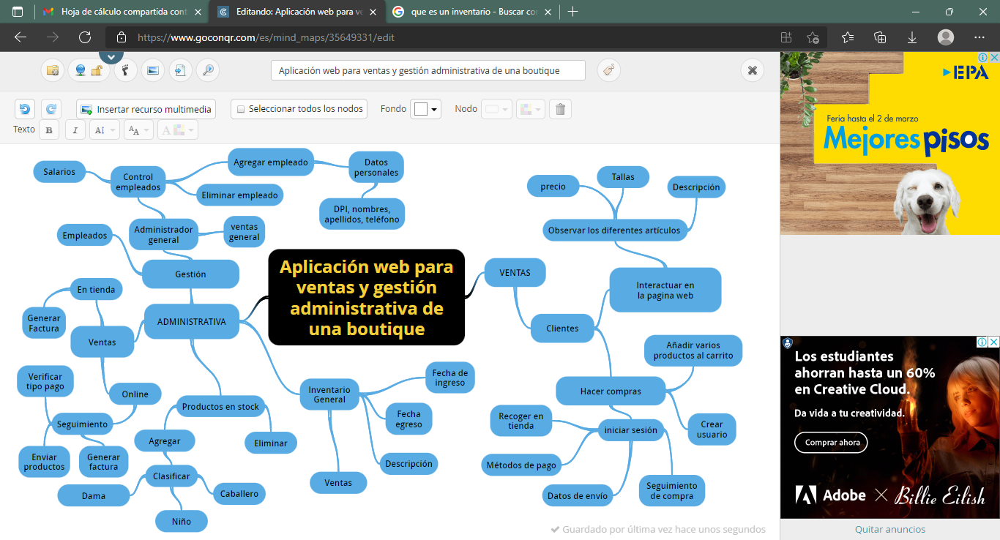 Hoja de cálculo compartida cont
Editando: Aplicación web para ve
que es un inventario - Buscar co
https://www.goconqr.com/es/mind_maps/35649331/edit
Aplicación web para ventas y gestión administrativa de una boutique
Insertar recurso multimedia
Seleccionar todos los nodos
Fondo
Nodo
Texto
B
I
AI
AA
A
Salarios
Control
empleados
Agregar empleado
Datos
personales
Eliminar empleado
DPI, nombres,
apellidos, teléfono
Empleados
Administrador
general
ventas
general
Gestión
En tienda
Generar
Factura
Ventas
ADMINISTRATIVA
Aplicación web para
ventas y gestión
administrativa de
una boutique
Verificar
tipo pago
Online
Seguimiento
Enviar
productos
Generar
factura
Productos en stock
Agregar
Eliminar
Clasificar
Dama
Caballero
Niño
Inventario
General
Fecha de
ingreso
Fecha
egreso
Descripción
Ventas
precio
Tallas
Descripción
Observar los diferentes artículos
VENTAS
Interactuar en
la pagina web
Clientes
Añadir varios
productos al carrito
Hacer compras
Recoger en
tienda
iniciar sesión
Crear
usuario
Métodos de pago
Datos de envío
Seguimiento
de compra
Guardado por última vez hace unos segundos
EPA
Feria hasta el 2 de marzo
Mejores pisos
Los estudiantes
ahorran hasta un 60%
en Creative Cloud.
Da vida a tu creatividad.
Comprar ahora
Adobe
Billie Eilish
Quitar anuncios